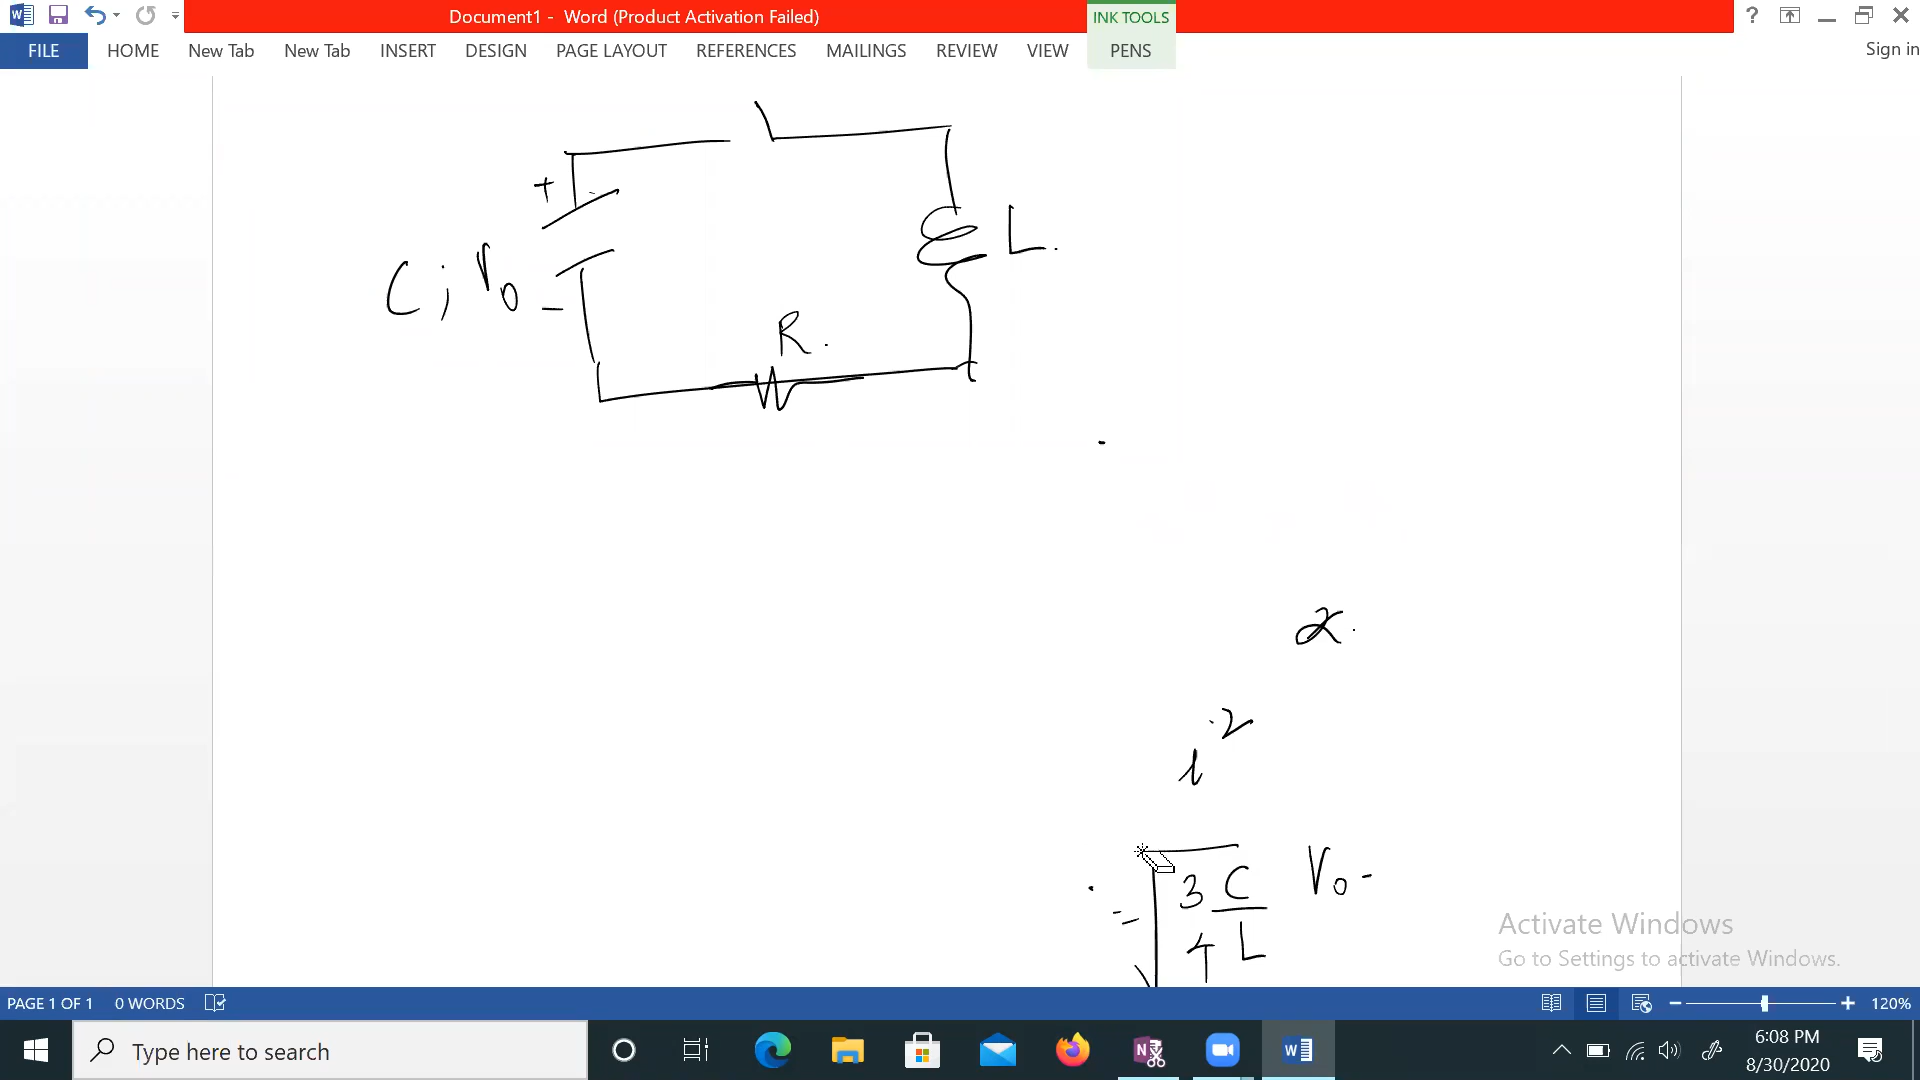 Document1 - Word (Product Activation Failed)
INK TOOLS
?
FILE HOME New Tab New Tab INSERT DESIGN PAGE LAYOUT REFERENCES MAILINGS REVIEW VIEW PENS
Sign in
+
C ; V₀ -
L.
R.
α.
i²
= √ 3 C / 4 L V₀ -
Activate Windows
Go to Settings to activate Windows.
PAGE 1 OF 1 0 WORDS
120%
Type here to search
6:08 PM
8/30/2020